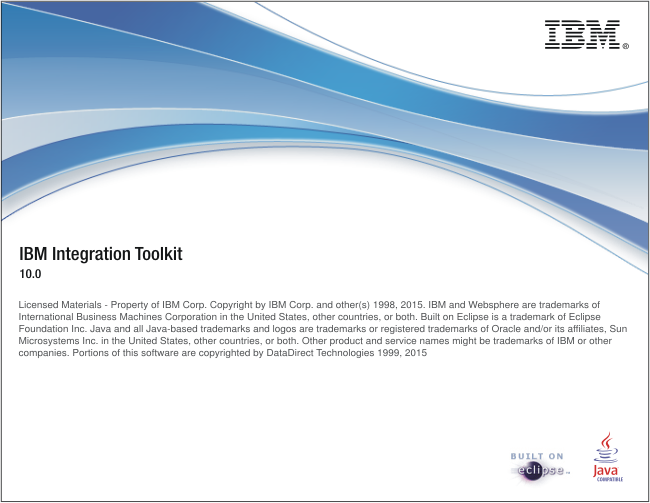 IBM®
IBM Integration Toolkit
10.0
Licensed Materials - Property of IBM Corp. Copyright by IBM Corp. and other(s) 1998, 2015. IBM and Websphere are trademarks of
International Business Machines Corporation in the United States, other countries, or both. Built on Eclipse is a trademark of Eclipse
Foundation Inc. Java and all Java-based trademarks and logos are trademarks or registered trademarks of Oracle and/or its affiliates, Sun
Microsystems Inc. in the United States, other countries, or both. Other product and service names might be trademarks of IBM or other
companies. Portions of this software are copyrighted by DataDirect Technologies 1999, 2015
BUILT ON
eclipse™
Java
COMPATIBLE